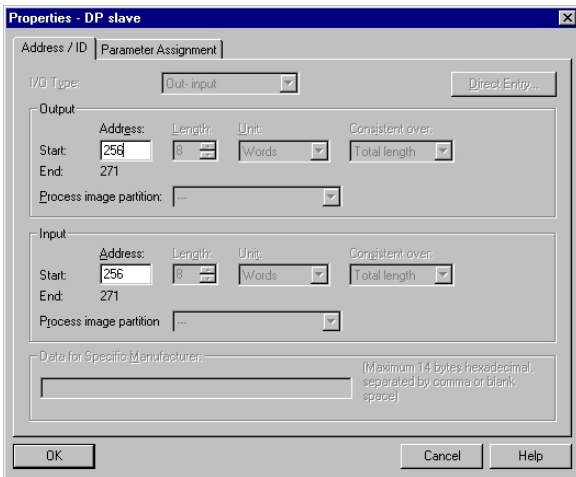 Properties - DP slave
Address / ID Parameter Assignment
I/O Type: Out- input Direct Entry...
Output
Address: Length: Unit: Consistent over:
Start: 256 8 Words Total length
End: 271
Process image partition: ---
Input
Address: Length: Unit: Consistent over:
Start: 256 8 Words Total length
End: 271
Process image partition ---
Data for Specific Manufacturer:
(Maximum 14 bytes hexadecimal,
separated by comma or blank
space)
OK Cancel Help